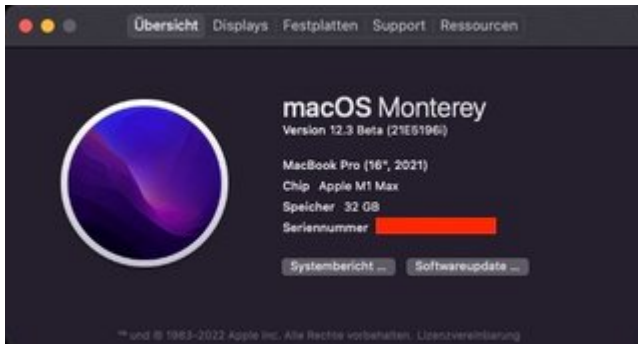 Übersicht Displays Festplatten Support Ressourcen
macOS Monterey
Version 12.3 Beta (21E5196i)
MacBook Pro (16", 2021)
Chip Apple M1 Max
Speicher 32 GB
Seriennummer
Systembericht ... Softwareupdate ...
™ und © 1983-2022 Apple Inc. Alle Rechte vorbehalten. Lizenzvereinbarung